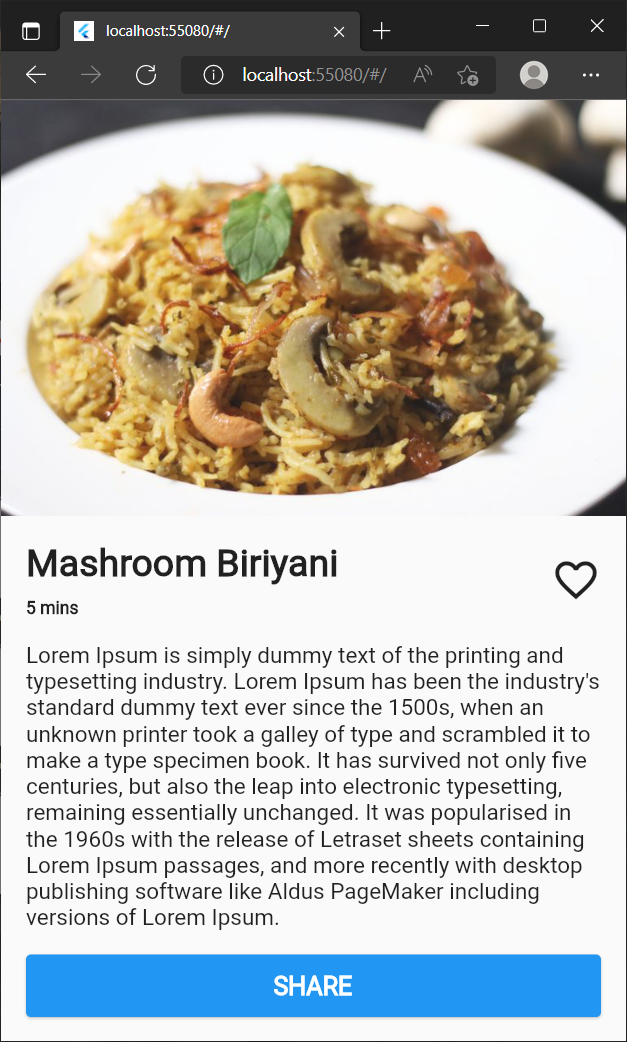 localhost:55080/#/
localhost:55080/#/
Mashroom Biriyani
5 mins
Lorem Ipsum is simply dummy text of the printing and
typesetting industry. Lorem Ipsum has been the industry's
standard dummy text ever since the 1500s, when an
unknown printer took a galley of type and scrambled it to
make a type specimen book. It has survived not only five
centuries, but also the leap into electronic typesetting,
remaining essentially unchanged. It was popularised in
the 1960s with the release of Letraset sheets containing
Lorem Ipsum passages, and more recently with desktop
publishing software like Aldus PageMaker including
versions of Lorem Ipsum.
SHARE